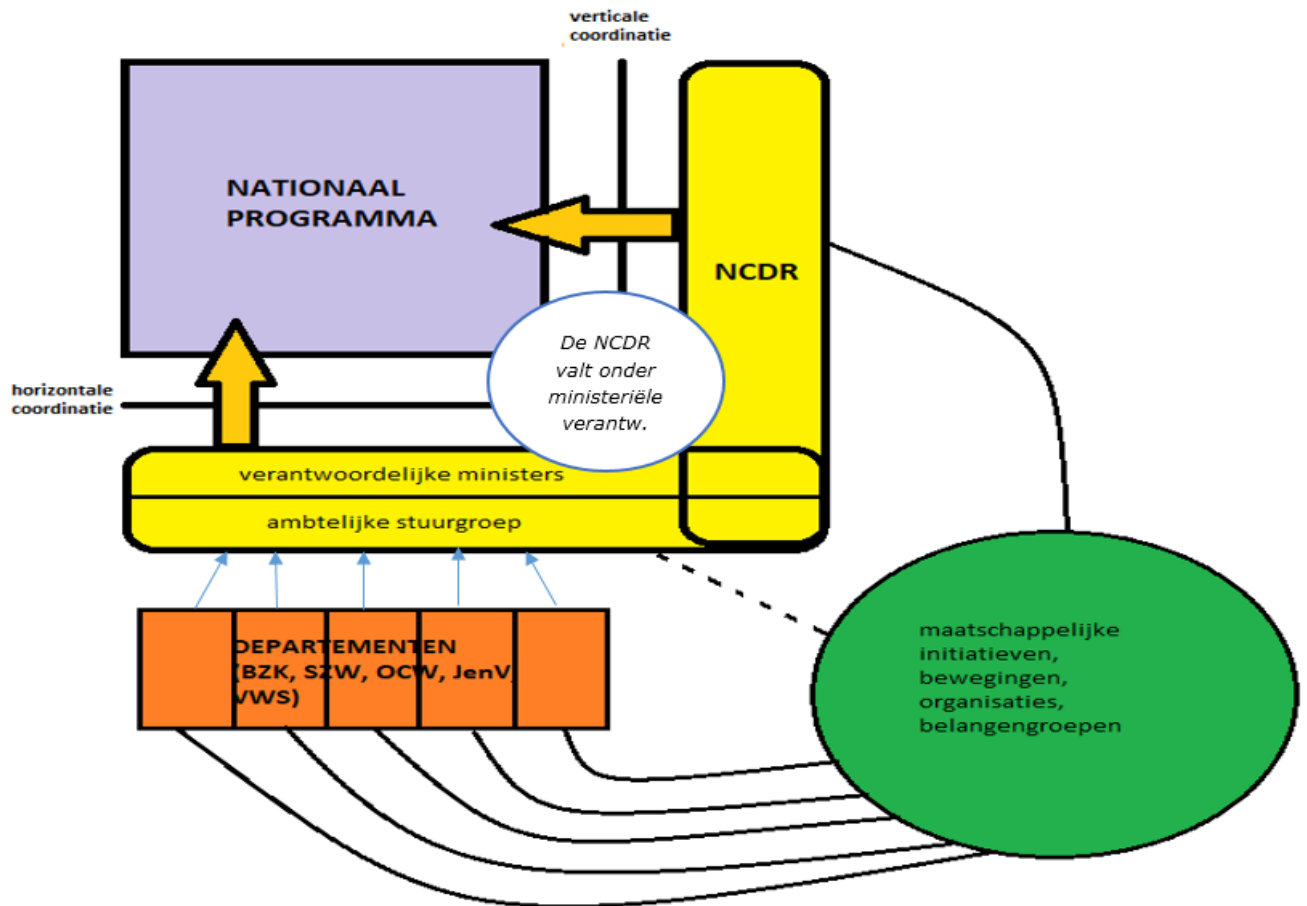 verticale
coordinatie
NATIONAAL
PROGRAMMA
NCDR
De NCDR
valt onder
ministeriële
verantw.
horizontale
coordinatie
verantwoordelijke ministers
ambtelijke stuurgroep
DEPARTEMENTEN
(BZK, SZW, OCW, JenV,
VWS)
maatschappelijke
initiatieven,
bewegingen,
organisaties,
belangengroepen